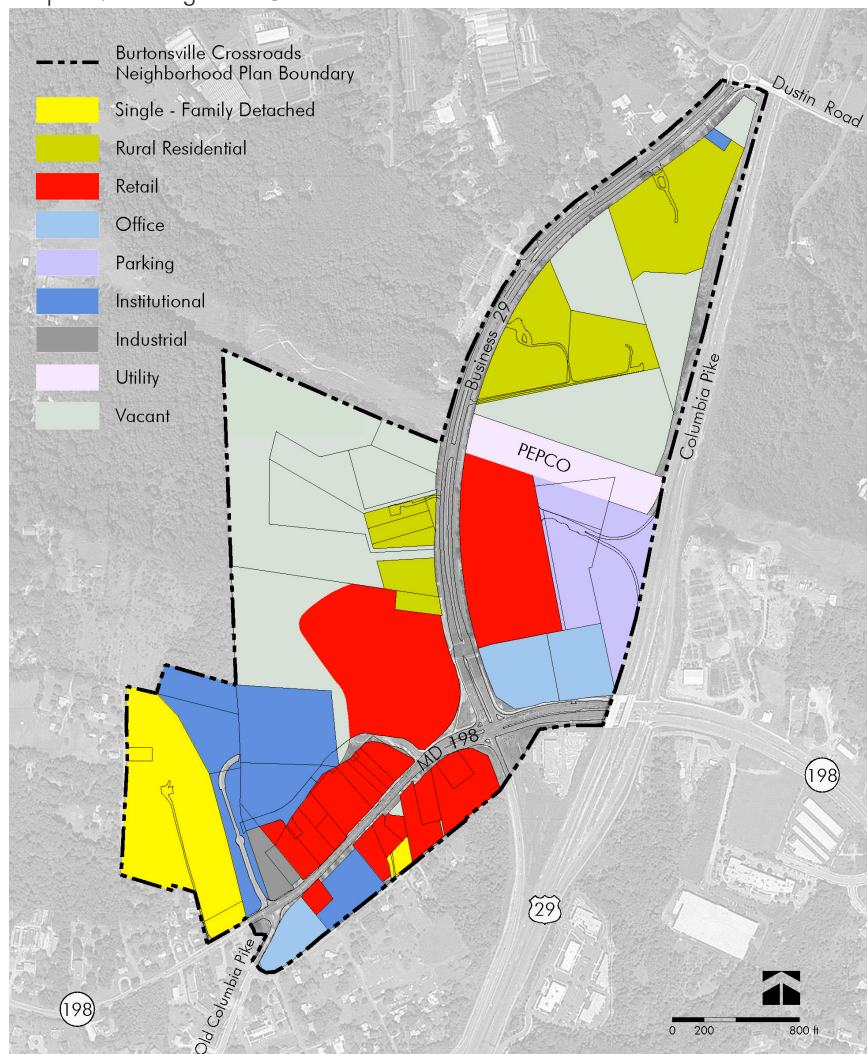 Burtonsville Crossroads
Neighborhood Plan Boundary
Single - Family Detached
Rural Residential
Retail
Office
Parking
Institutional
Industrial
Utility
Vacant
Dustin Road
Business 29
Columbia Pike
PEPCO
MD 198
198
29
Old Columbia Pike
198
0 200 800 ft